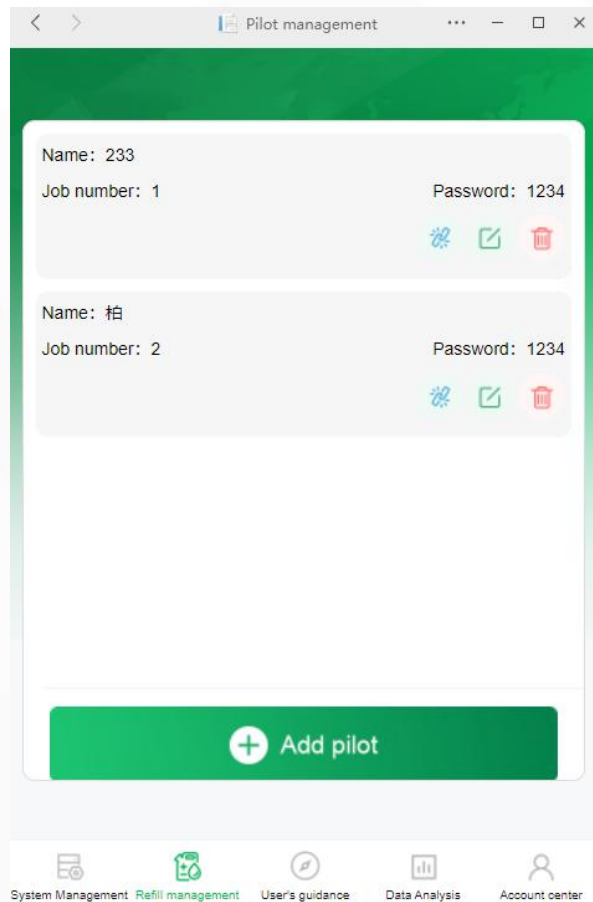 Pilot management
Name: 233
Job number: 1
Password: 1234
Name: 柏
Job number: 2
Password: 1234
Add pilot
System Management
Refill management
User's guidance
Data Analysis
Account center